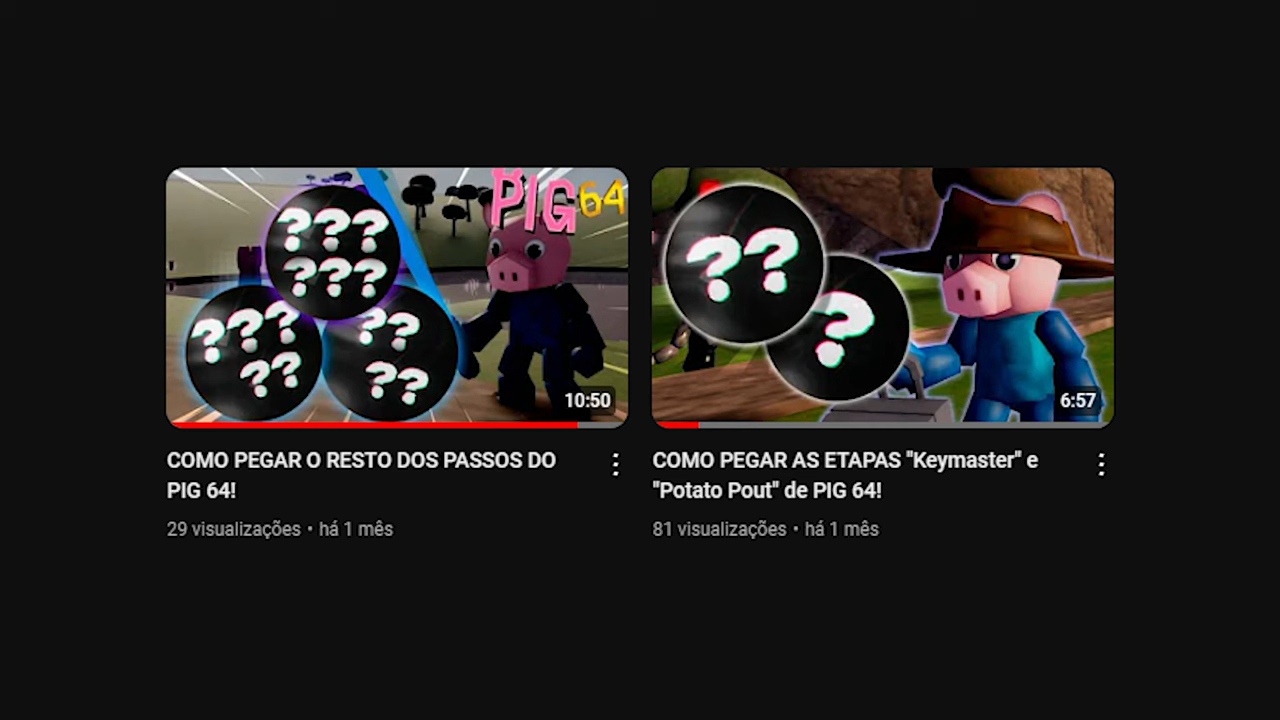 PIG 64
???
???
???
??
??
??
10:50
??
?
6:57
COMO PEGAR O RESTO DOS PASSOS DO
PIG 64!
29 visualizações • há 1 mês
COMO PEGAR AS ETAPAS "Keymaster" e
"Potato Pout" de PIG 64!
81 visualizações • há 1 mês